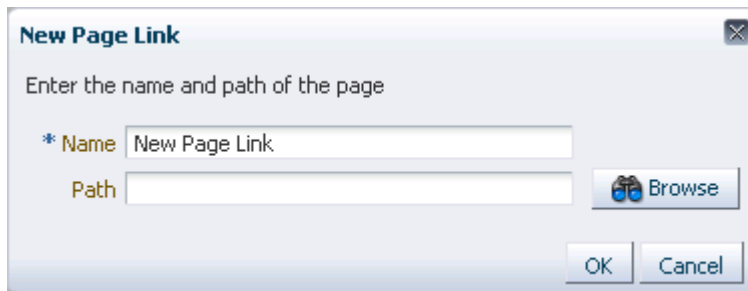 New Page Link
Enter the name and path of the page
* Name New Page Link
Path Browse
OK Cancel